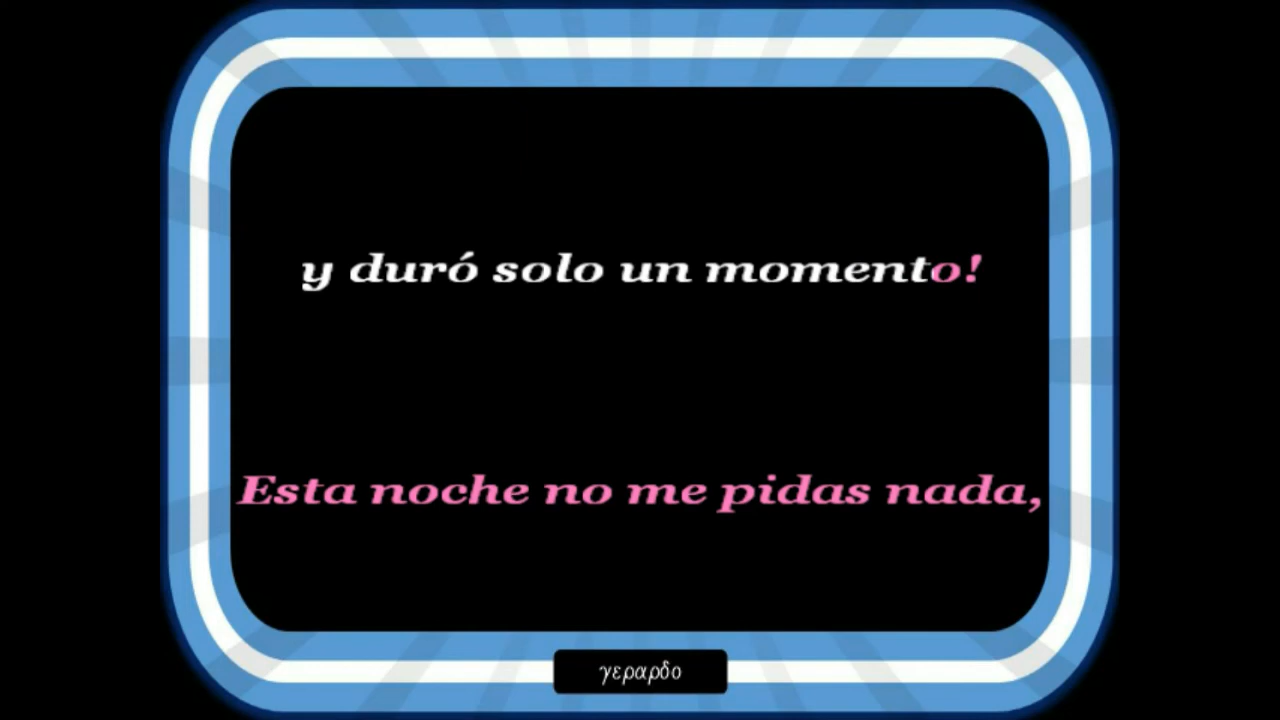 y duró solo un momento!
Esta noche no me pidas nada,
γεραρδο